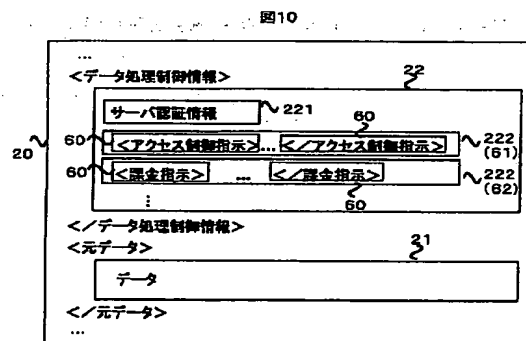 図10
...
<データ処理制御情報>
22
サーバ認証情報
221
60
60
<アクセス制御指示>...<／アクセス制御指示>
222
(61)
20
60
<課金指示> ... <／課金指示>
222
(62)
60
⋮
<／データ処理制御情報>
<元データ>
21
データ
<／元データ>
...